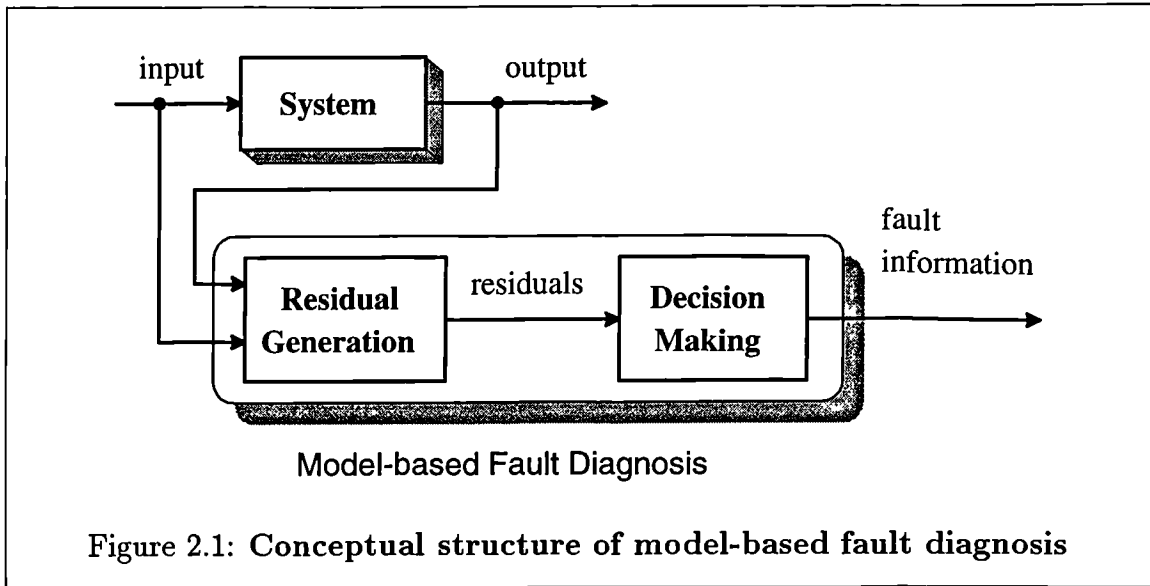 input
output
System
fault
information
residuals
Residual
Generation
Decision
Making
Model-based Fault Diagnosis
Figure 2.1: Conceptual structure of model-based fault diagnosis